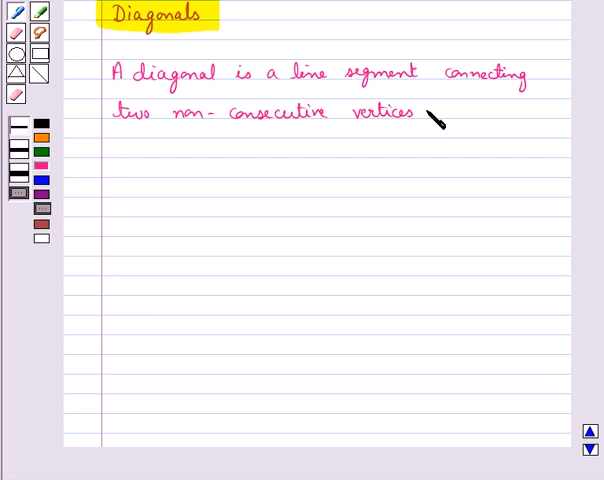 Diagonals
A diagonal is a line segment connecting
two non-consecutive vertices